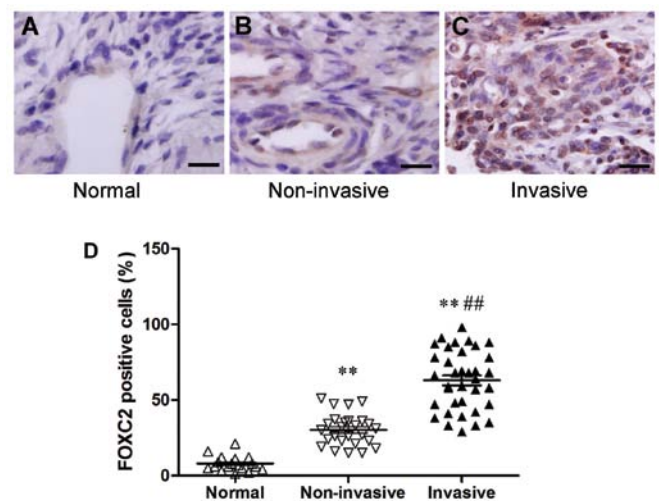 A
B
C
Normal
Non-invasive
Invasive
D
FOXC2 positive cells (%)
150
100
50
0
**
** ##
Normal
Non-invasive
Invasive